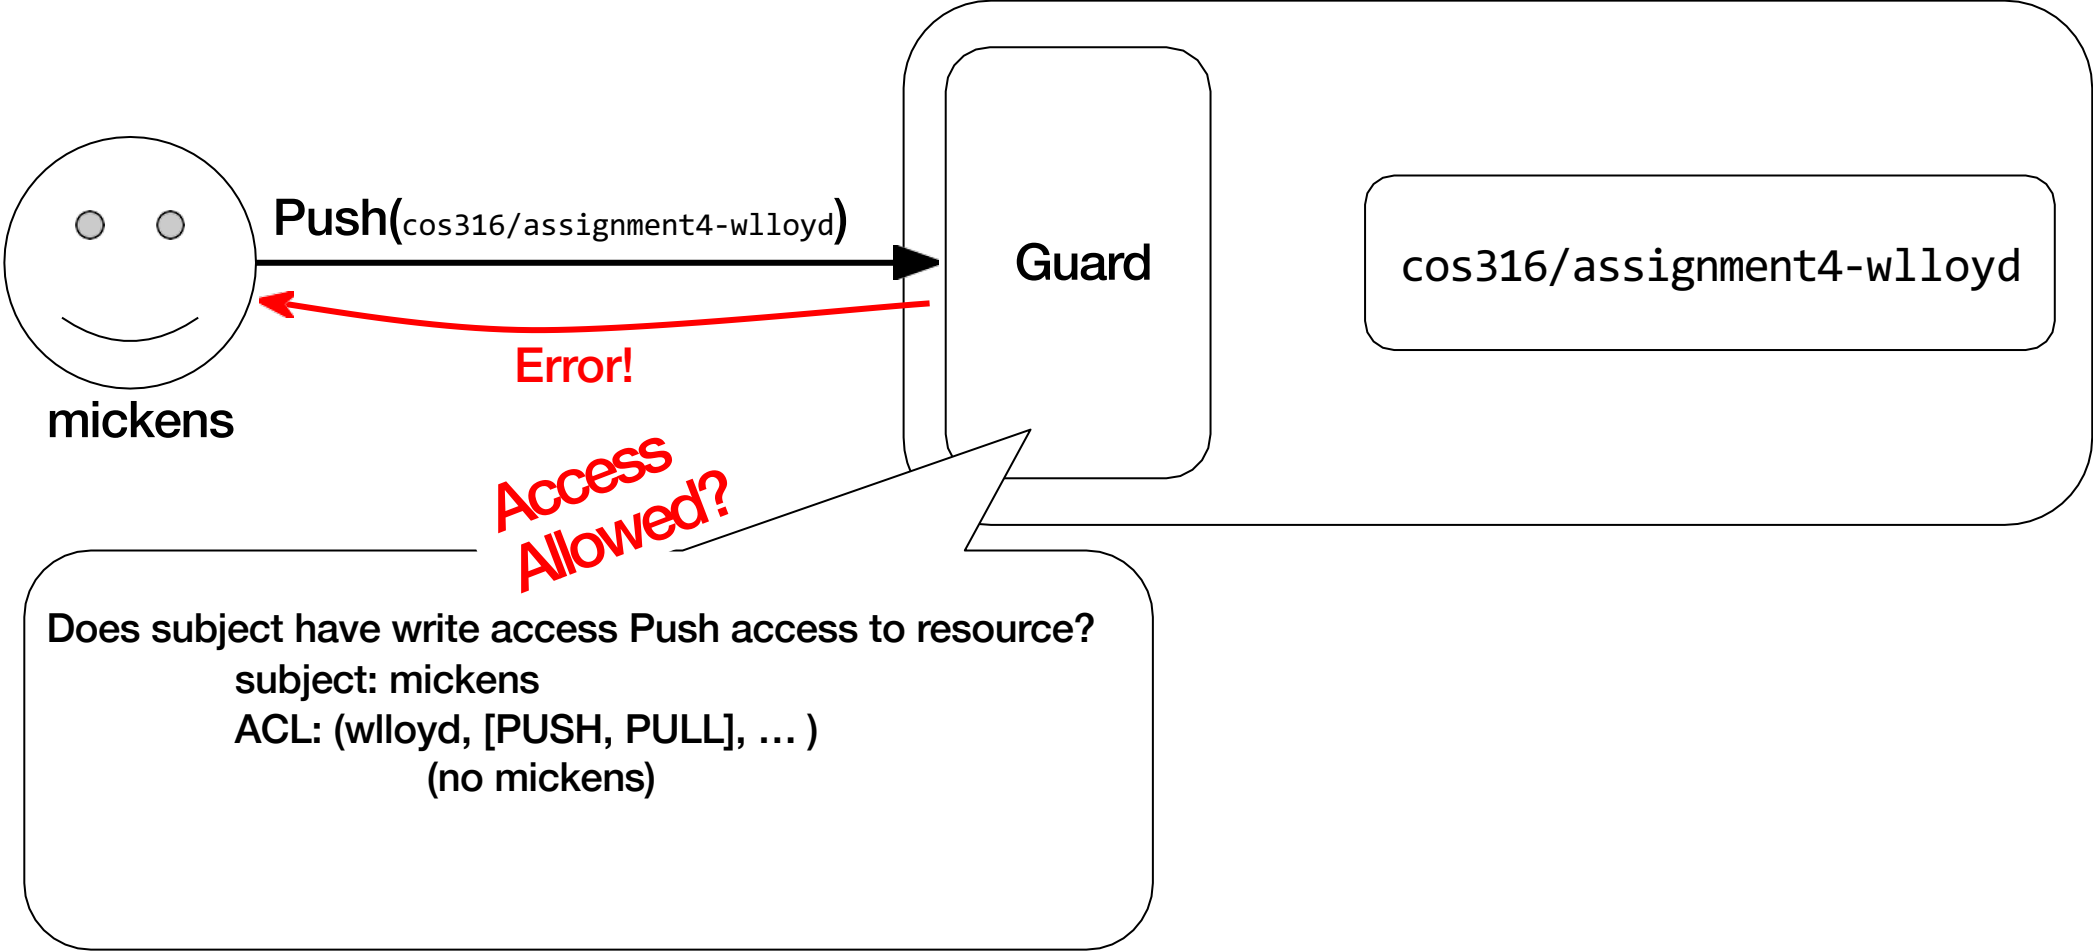 Push(cos316/assignment4-wlloyd)
Guard
cos316/assignment4-wlloyd
Error!
mickens
Access
Allowed?
Does subject have write access Push access to resource?
subject: mickens
ACL: (wlloyd, [PUSH, PULL], … )
(no mickens)